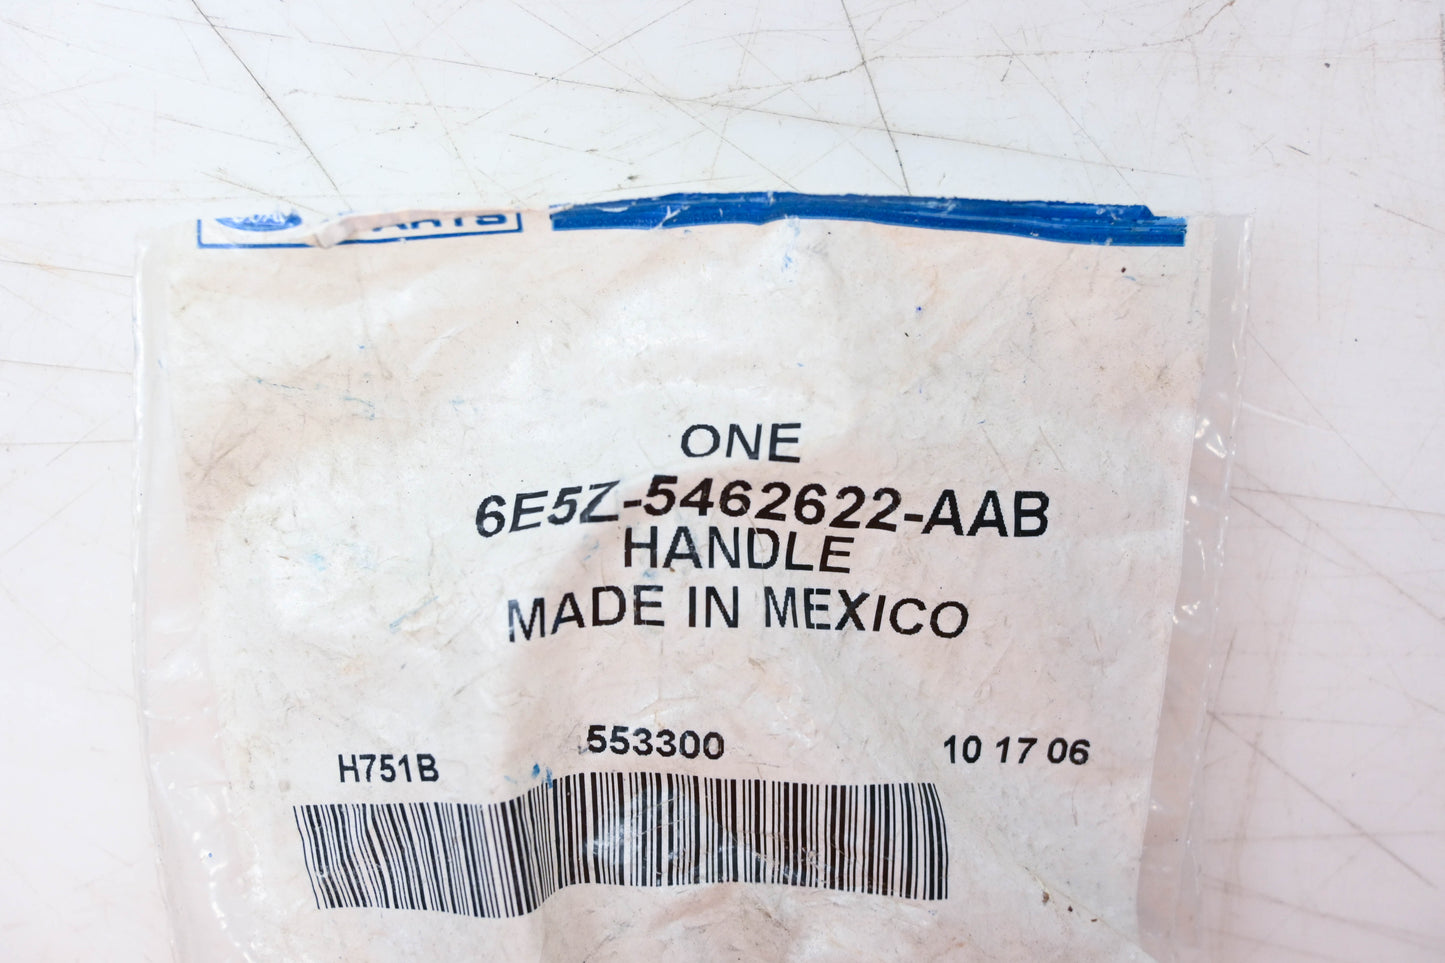 ONE
6E5Z-5462622-AAB
HANDLE
MADE IN MEXICO
H751B 553300 10 17 06